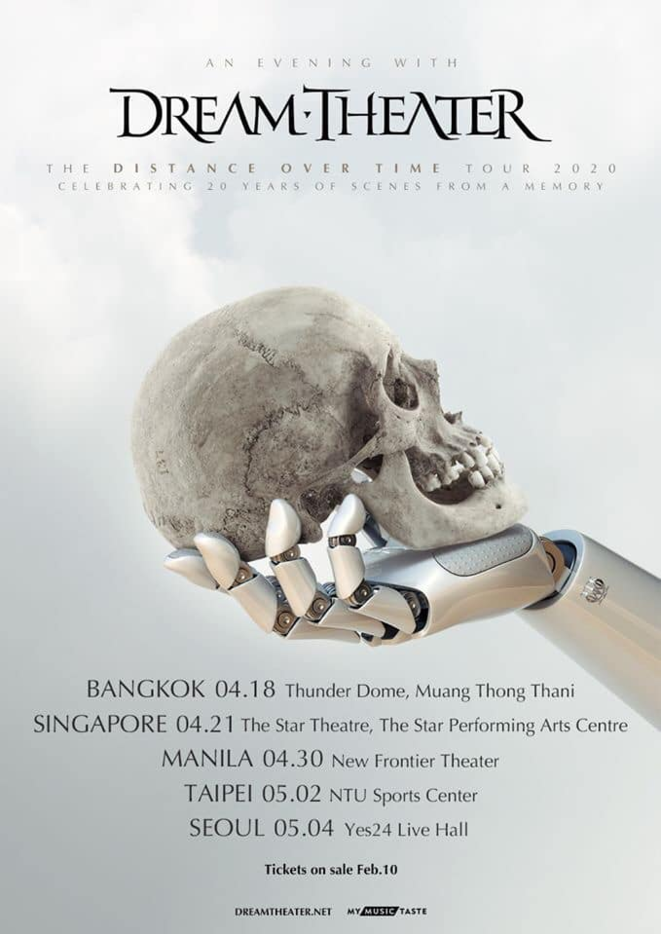 AN EVENING WITH
DREAM·THEATER
THE DISTANCE OVER TIME TOUR 2020
CELEBRATING 20 YEARS OF SCENES FROM A MEMORY
BANGKOK 04.18 Thunder Dome, Muang Thong Thani
SINGAPORE 04.21 The Star Theatre, The Star Performing Arts Centre
MANILA 04.30 New Frontier Theater
TAIPEI 05.02 NTU Sports Center
SEOUL 05.04 Yes24 Live Hall
Tickets on sale Feb.10
DREAMTHEATER.NET MY MUSIC TASTE